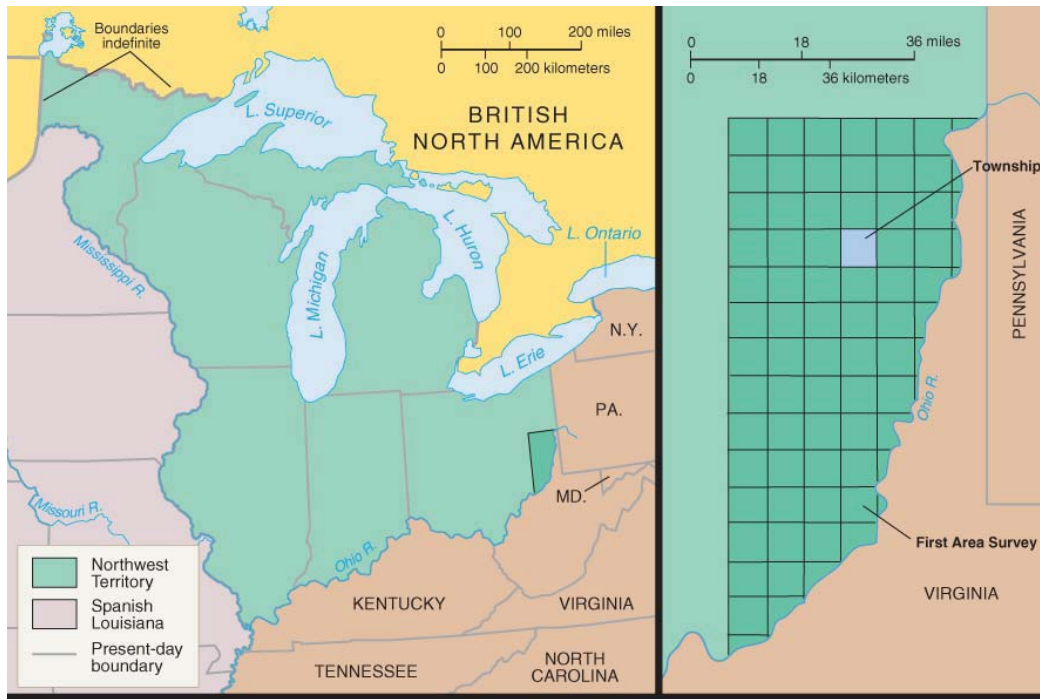 Boundaries
indefinite
0 100 200 miles
0 100 200 kilometers
L. Superior
BRITISH
NORTH AMERICA
L. Huron
L. Ontario
L. Michigan
Mississippi R.
L. Erie
N.Y.
PA.
MD.
Missouri R.
Ohio R.
KENTUCKY
VIRGINIA
TENNESSEE
NORTH
CAROLINA
Northwest
Territory
Spanish
Louisiana
Present-day
boundary
0 18 36 miles
0 18 36 kilometers
Township
PENNSYLVANIA
Ohio R.
First Area Survey
VIRGINIA